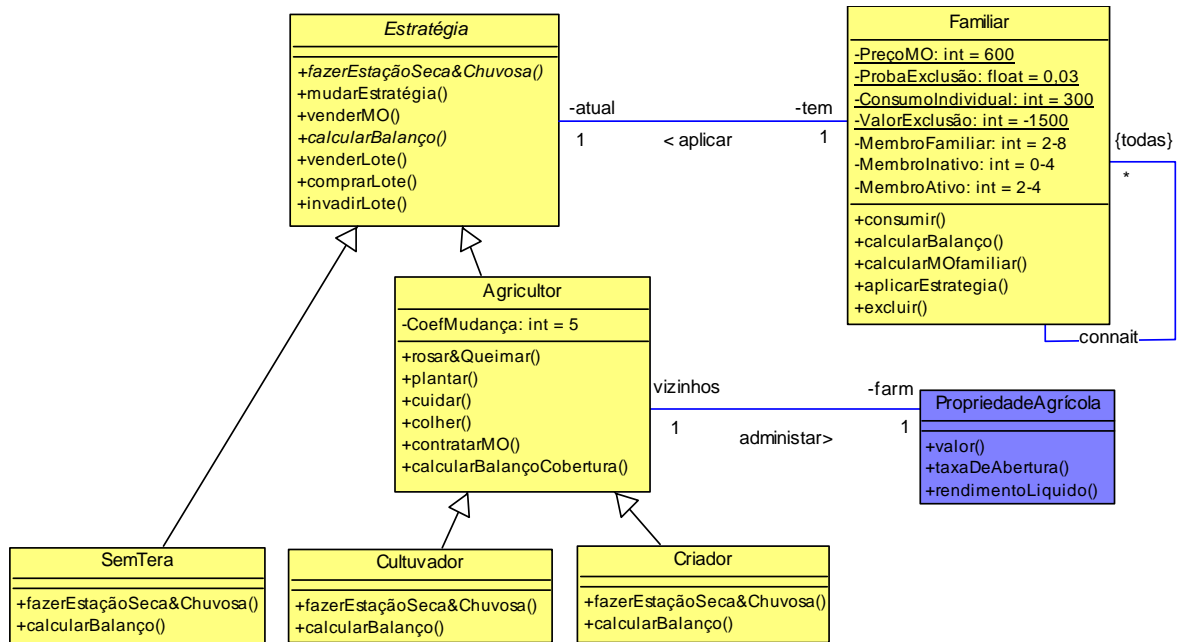 Estratégia
+fazerEstaçãoSeca&Chuvosa()
+mudarEstratégia()
+venderMO()
+calcularBalanço()
+venderLote()
+comprarLote()
+invadirLote()
-atual
1
< aplicar
-tem
1
Familiar
-PreçoMO: int = 600
-ProbaExclusão: float = 0,03
-ConsumoIndividual: int = 300
-ValorExclusão: int = -1500
-MembroFamiliar: int = 2-8
-MembroInativo: int = 0-4
-MembroAtivo: int = 2-4
+consumir()
+calcularBalanço()
+calcularMOfamiliar()
+aplicarEstrategia()
+excluir()
{todas}
*
connait
Agricultor
-CoefMudança: int = 5
+rosar&Queimar()
+plantar()
+cuidar()
+colher()
+contratarMO()
+calcularBalançoCobertura()
vizinhos
1
administar>
-farm
1
PropriedadeAgrícola
+valor()
+taxaDeAbertura()
+rendimentoLiquido()
SemTera
+fazerEstaçãoSeca&Chuvosa()
+calcularBalanço()
Cultuvador
+fazerEstaçãoSeca&Chuvosa()
+calcularBalanço()
Criador
+fazerEstaçãoSeca&Chuvosa()
+calcularBalanço()